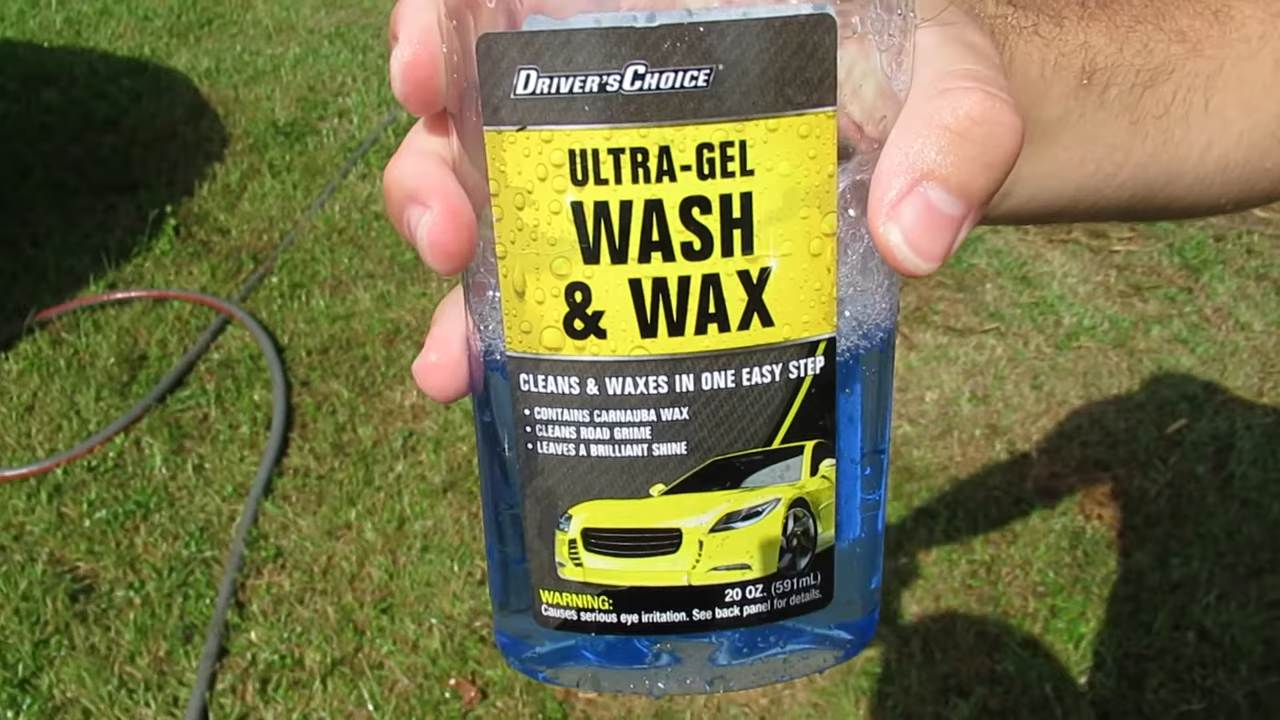 DRIVER'S CHOICE
ULTRA-GEL
WASH
& WAX
CLEANS & WAXES IN ONE EASY STEP
• CONTAINS CARNAUBA WAX
• CLEANS ROAD GRIME
• LEAVES A BRILLIANT SHINE
WARNING:
20 OZ. (591mL)
Causes serious eye irritation. See back panel for details.